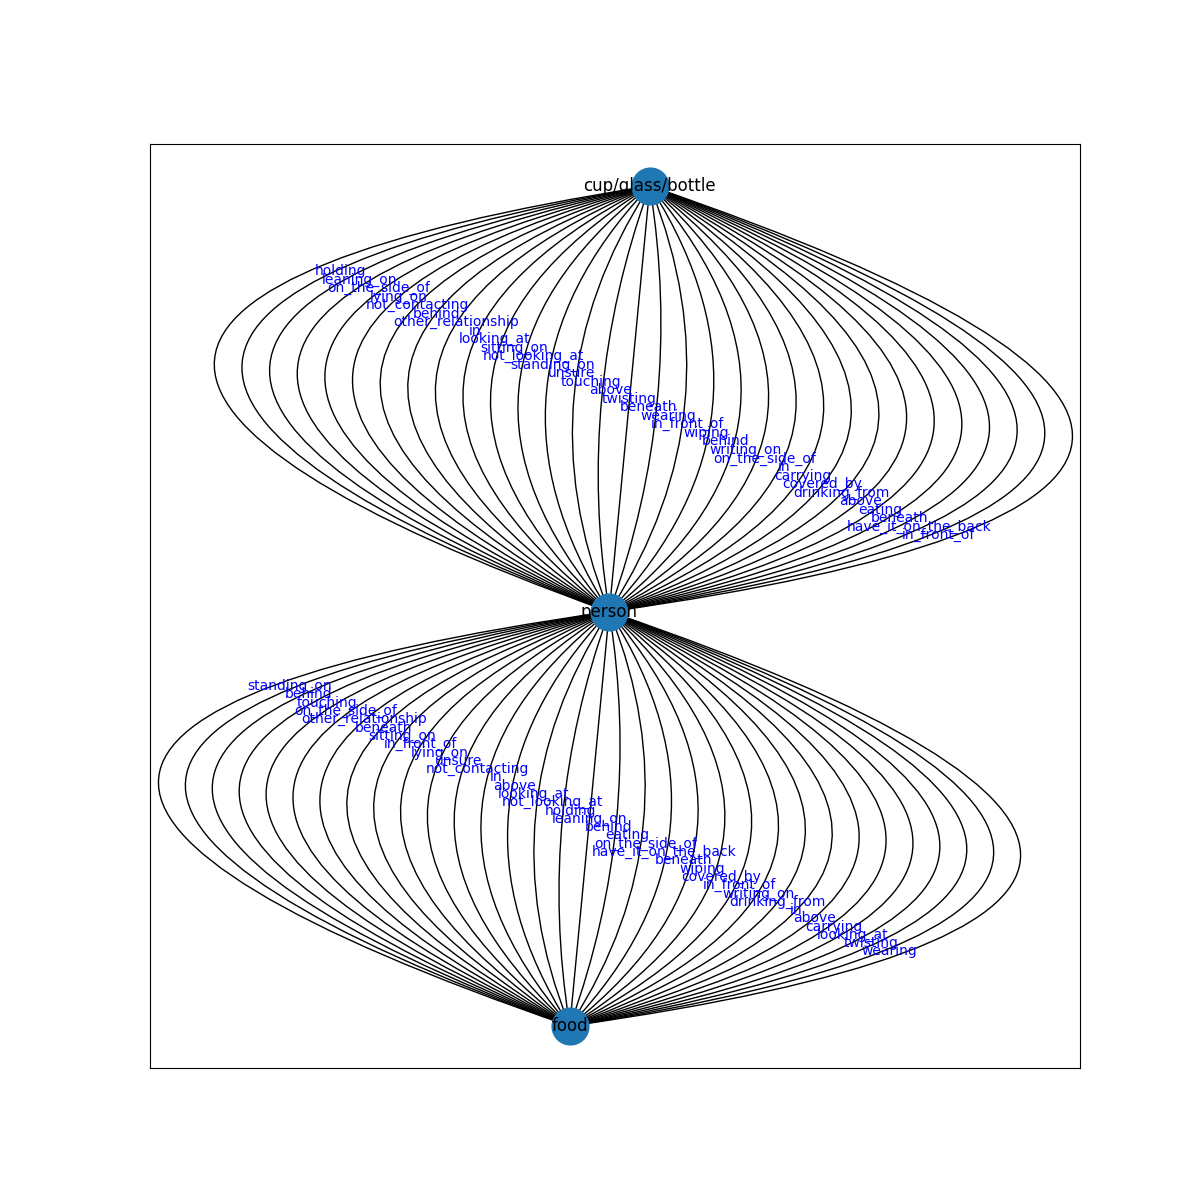 cup/glass/bottle
holding
leaning_on
on_the_side_of
lying_on
not_contacting
behind
other_relationship
in
looking_at
sitting_on
not_looking_at
standing_on
unsure
touching
above
twisting
beneath
wearing
in_front_of
wiping
behind
writing_on
on_the_side_of
in
carrying
covered_by
drinking_from
above
eating
beneath
have_it_on_the_back
in_front_of
person
standing_on
behind
touching
on_the_side_of
other_relationship
beneath
sitting_on
in_front_of
lying_on
unsure
not_contacting
in
above
looking_at
not_looking_at
holding
leaning_on
behind
eating
on_the_side_of
have_it_on_the_back
beneath
wiping
covered_by
in_front_of
writing_on
drinking_from
in
above
carrying
looking_at
twisting
wearing
food